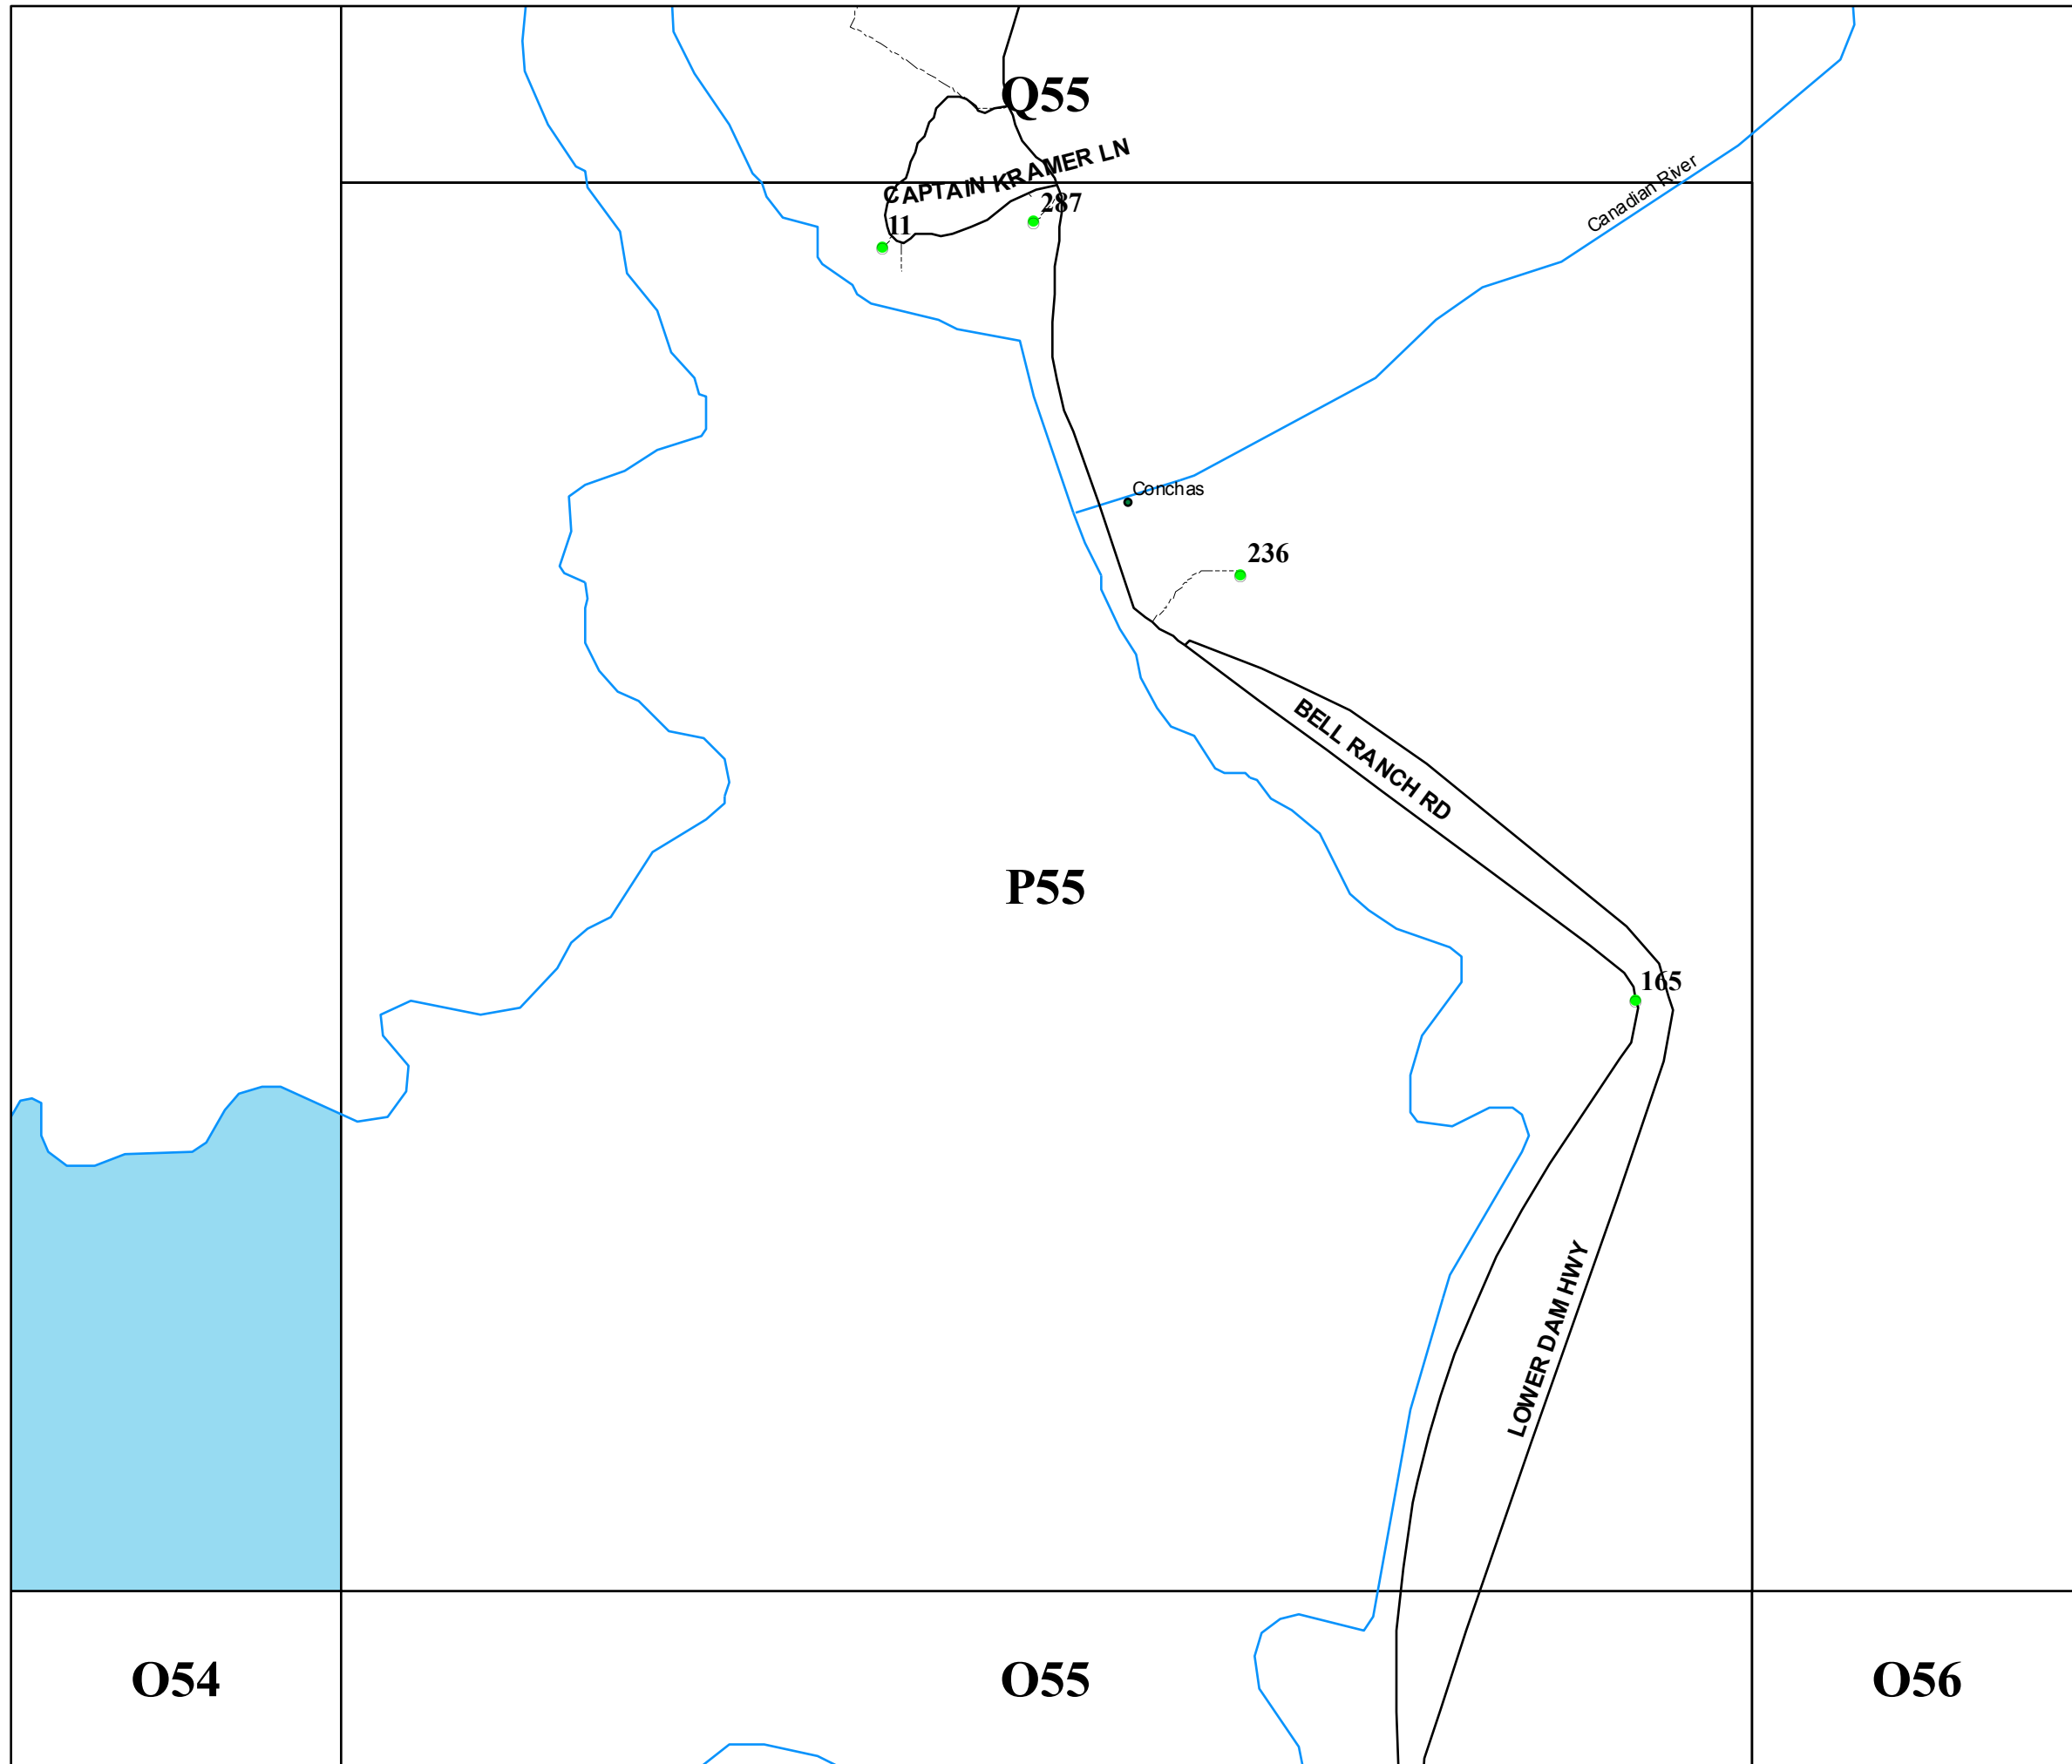 Q55
CAPTAIN KRAMER LN
Canadian River
287
11
Conchas
236
BELL RANCH RD
P55
165
LOWER DAM HWY
O54
O55
O56